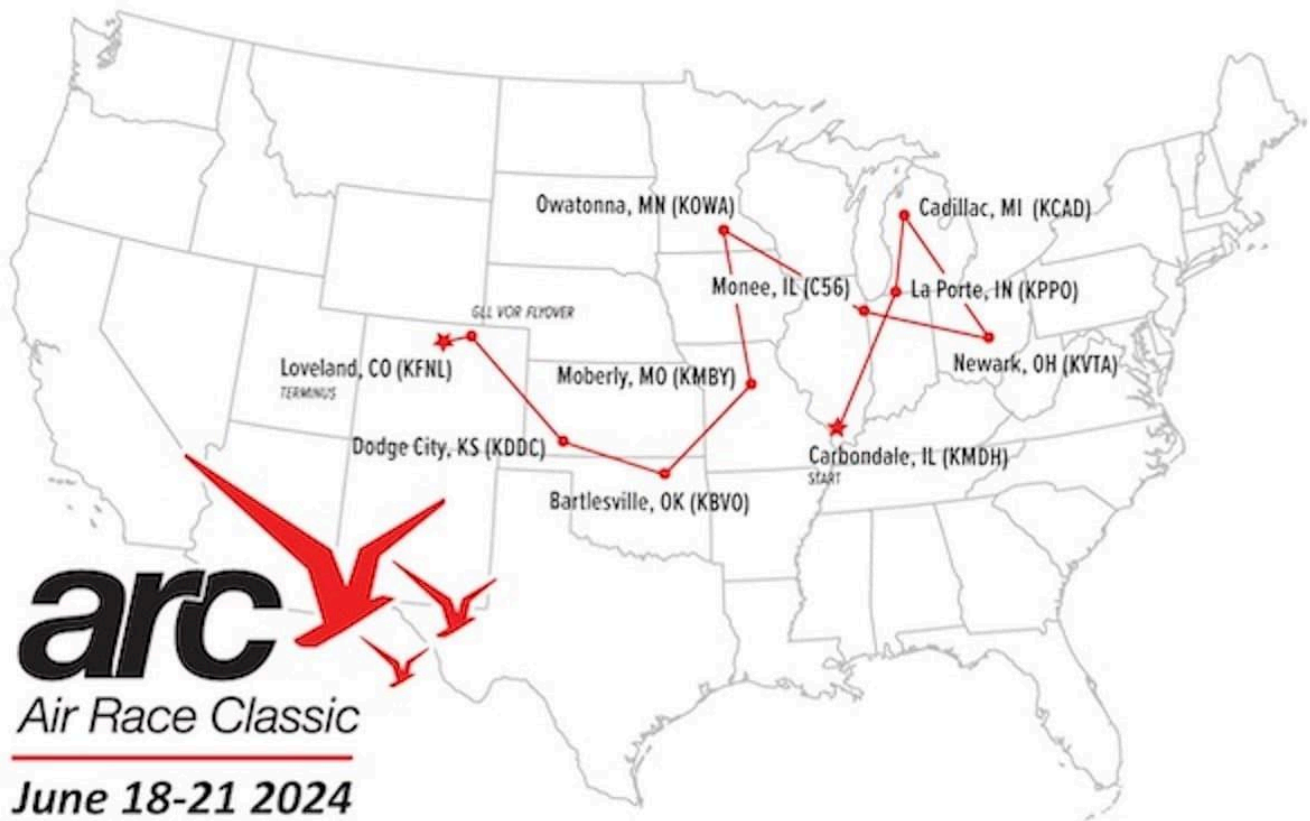 Owatonna, MN (KOWA)
Cadillac, MI (KCAD)
Monee, IL (C56)
La Porte, IN (KPPO)
GLL VOR FLYOVER
Loveland, CO (KFNL)
TERMINUS
Moberly, MO (KMBY)
Newark, OH (KVTA)
Dodge City, KS (KDDC)
Carbondale, IL (KMDH)
START
Bartlesville, OK (KBVO)
arc
Air Race Classic
June 18-21 2024